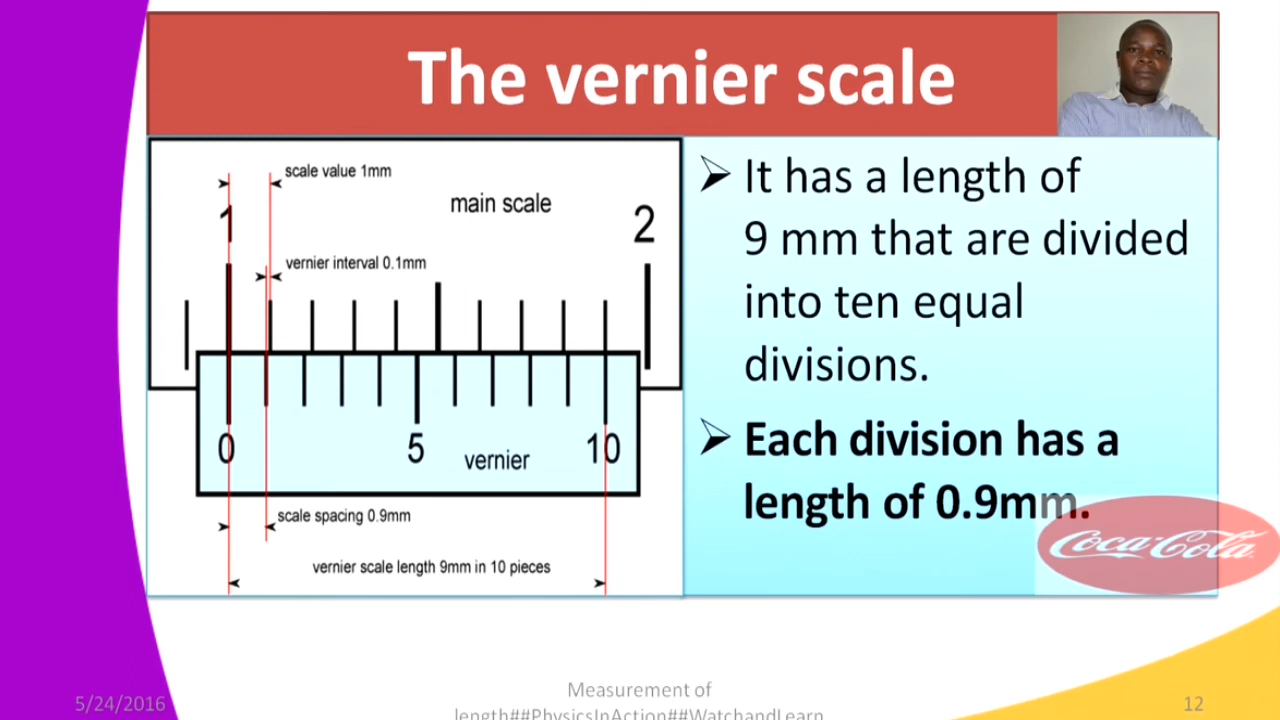 The vernier scale
scale value 1mm
1
main scale
2
vernier interval 0.1mm
0
5
vernier
10
scale spacing 0.9mm
vernier scale length 9mm in 10 pieces
It has a length of
9 mm that are divided
into ten equal
divisions.
Each division has a
length of 0.9mm.
Coca-Cola
5/24/2016
Measurement of
length##PhysicsInAction##WatchandLearn
12